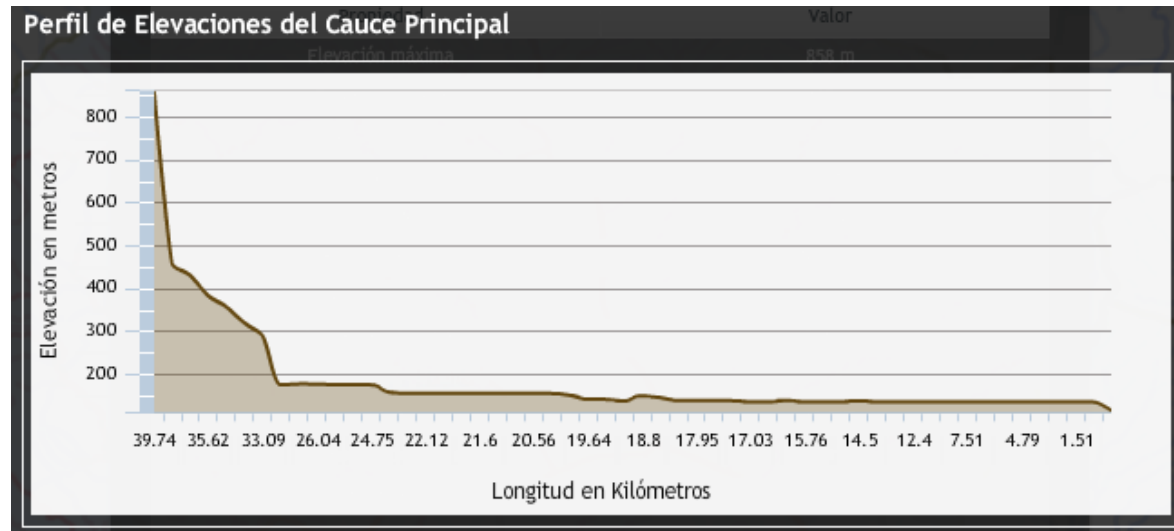 Propiedad Valor
Perfil de Elevaciones del Cauce Principal
Elevación máxima 858 m
800
700
600
500
400
300
200
Elevación en metros
39.74 35.62 33.09 26.04 24.75 22.12 21.6 20.56 19.64 18.8 17.95 17.03 15.76 14.5 12.4 7.51 4.79 1.51
Longitud en Kilómetros